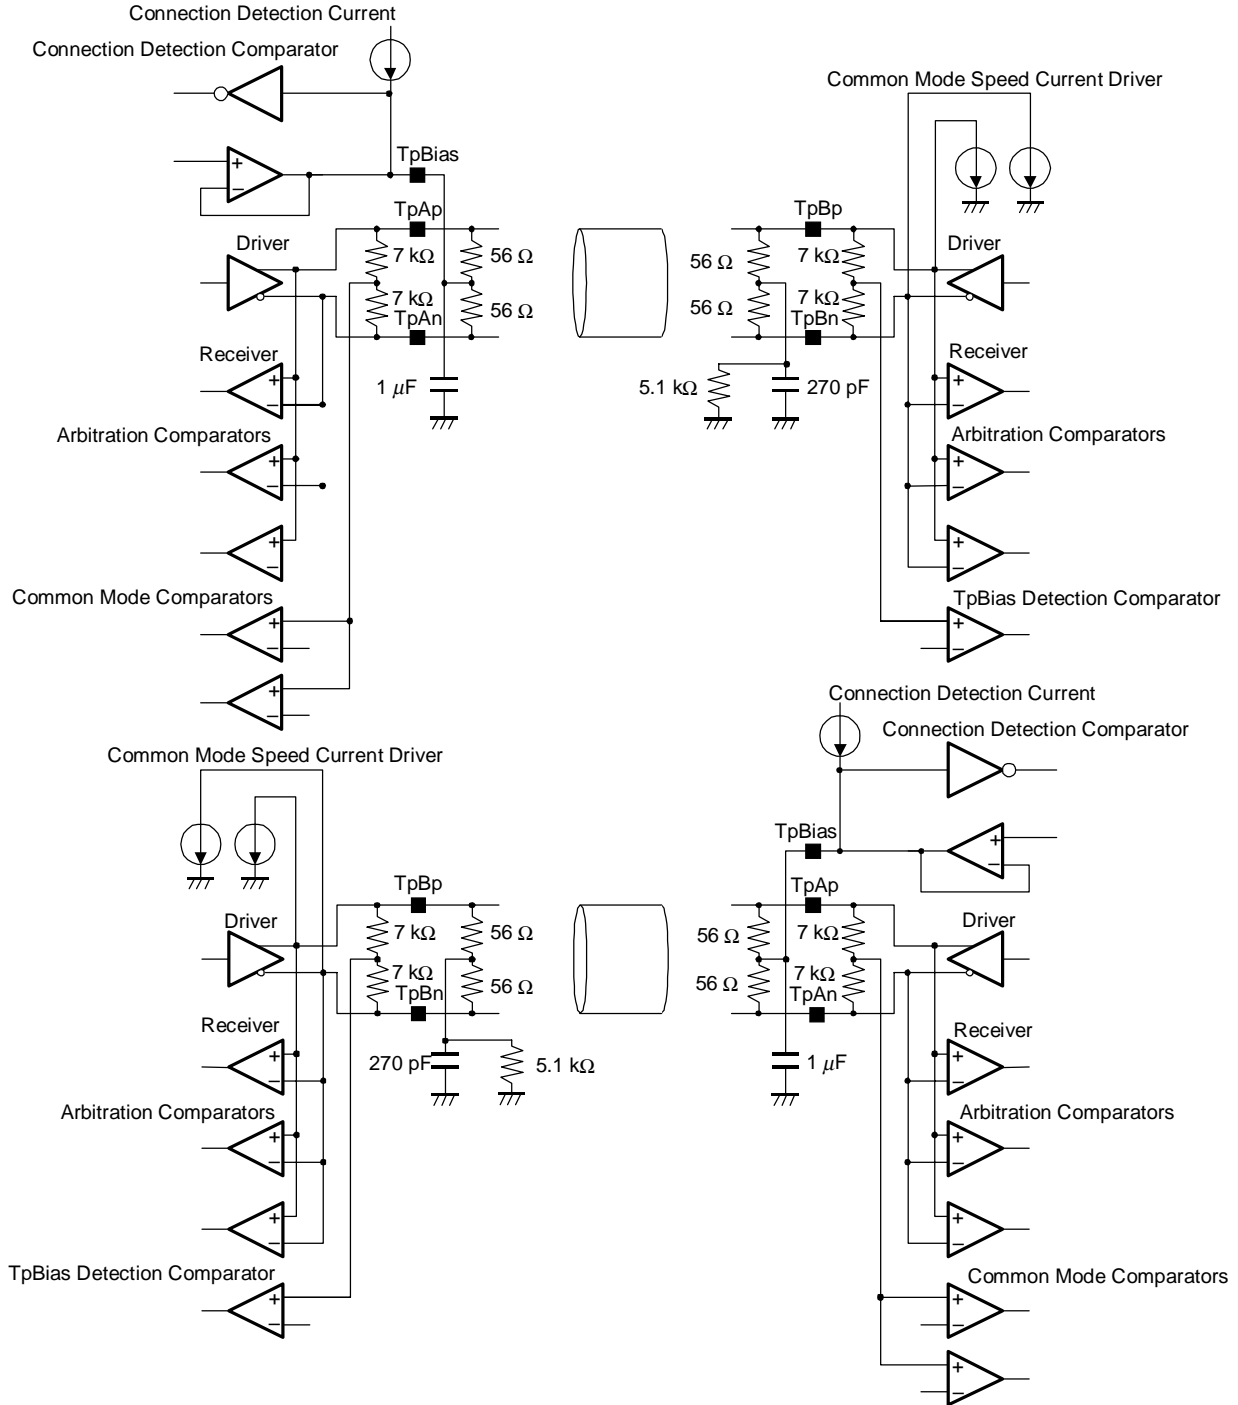 Connection Detection Current
Connection Detection Comparator
Common Mode Speed Current Driver
+
−
TpBias
TpAp
TpBp
Driver
7 kΩ
56 Ω
56 Ω
7 kΩ
Driver
7 kΩ
56 Ω
56 Ω
7 kΩ
TpAn
TpBn
Receiver
+
−
1 μF
5.1 kΩ
270 pF
Receiver
+
−
Arbitration Comparators
+
−
Arbitration Comparators
+
−
+
+
−
Common Mode Comparators
+
−
TpBias Detection Comparator
+
−
+
−
Connection Detection Current
Connection Detection Comparator
Common Mode Speed Current Driver
TpBias
+
−
TpBp
TpAp
Driver
7 kΩ
56 Ω
56 Ω
7 kΩ
Driver
7 kΩ
56 Ω
56 Ω
7 kΩ
TpBn
TpAn
Receiver
+
−
270 pF
5.1 kΩ
1 μF
Receiver
+
−
Arbitration Comparators
+
−
Arbitration Comparators
+
−
+
−
+
−
TpBias Detection Comparator
+
−
Common Mode Comparators
+
−
+
−